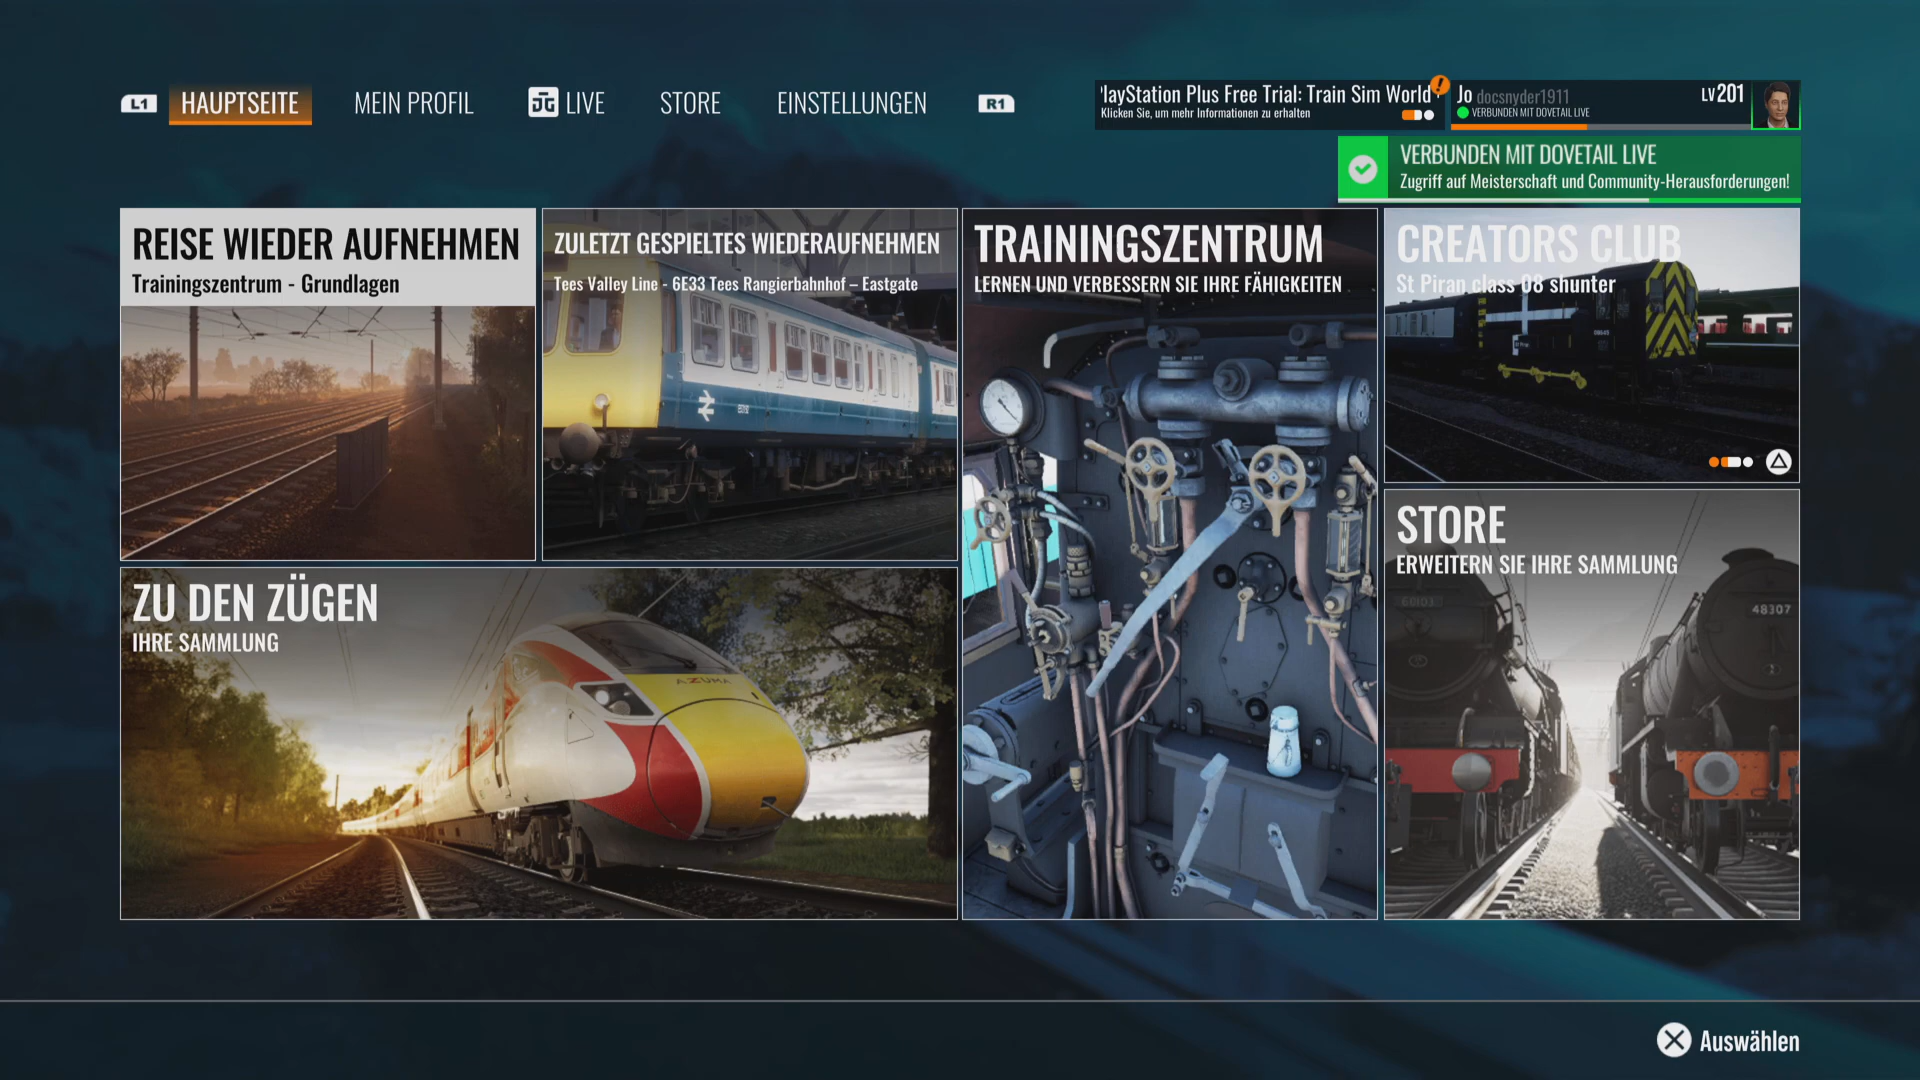 L1
HAUPTSEITE
MEIN PROFIL
LIVE
STORE
EINSTELLUNGEN
R1
layStation Plus Free Trial: Train Sim World
Klicken Sie, um mehr Informationen zu erhalten
Jo docsnyder1911
LV 201
VERBUNDEN MIT DOVETAIL LIVE
VERBUNDEN MIT DOVETAIL LIVE
Zugriff auf Meisterschaft und Community-Herausforderungen!
REISE WIEDER AUFNEHMEN
Trainingszentrum - Grundlagen
ZULETZT GESPIELTES WIEDERAUFNEHMEN
Tees Valley Line - 6E33 Tees Rangierbahnhof – Eastgate
TRAININGSZENTRUM
LERNEN UND VERBESSERN SIE IHRE FÄHIGKEITEN
CREATORS CLUB
St Piran class 08 shunter
ZU DEN ZÜGEN
IHRE SAMMLUNG
AZUMA
STORE
ERWEITERN SIE IHRE SAMMLUNG
48307
Auswählen